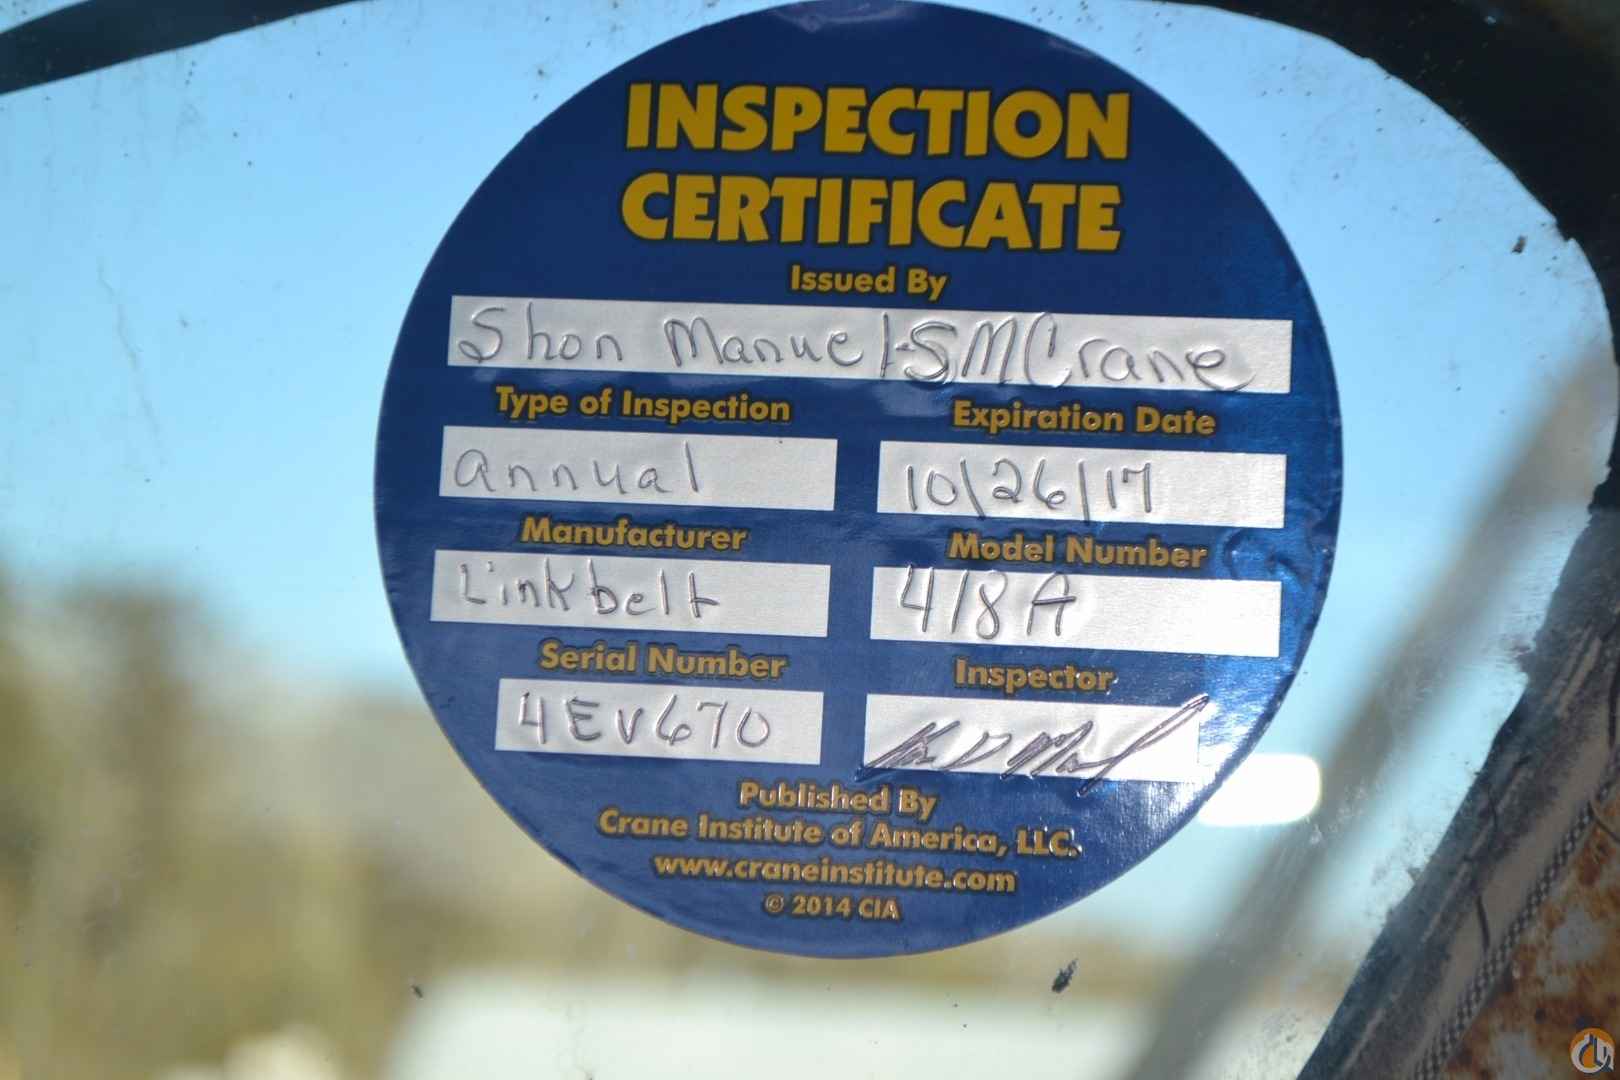 INSPECTION
CERTIFICATE
Issued By
Shon Manuel-SMCrane
Type of Inspection Expiration Date
annual 10/26/17
Manufacturer Model Number
Linkbelt 418A
Serial Number Inspector
4EV670
Published By
Crane Institute of America, LLC.
www.craneinstitute.com
© 2014 CIA